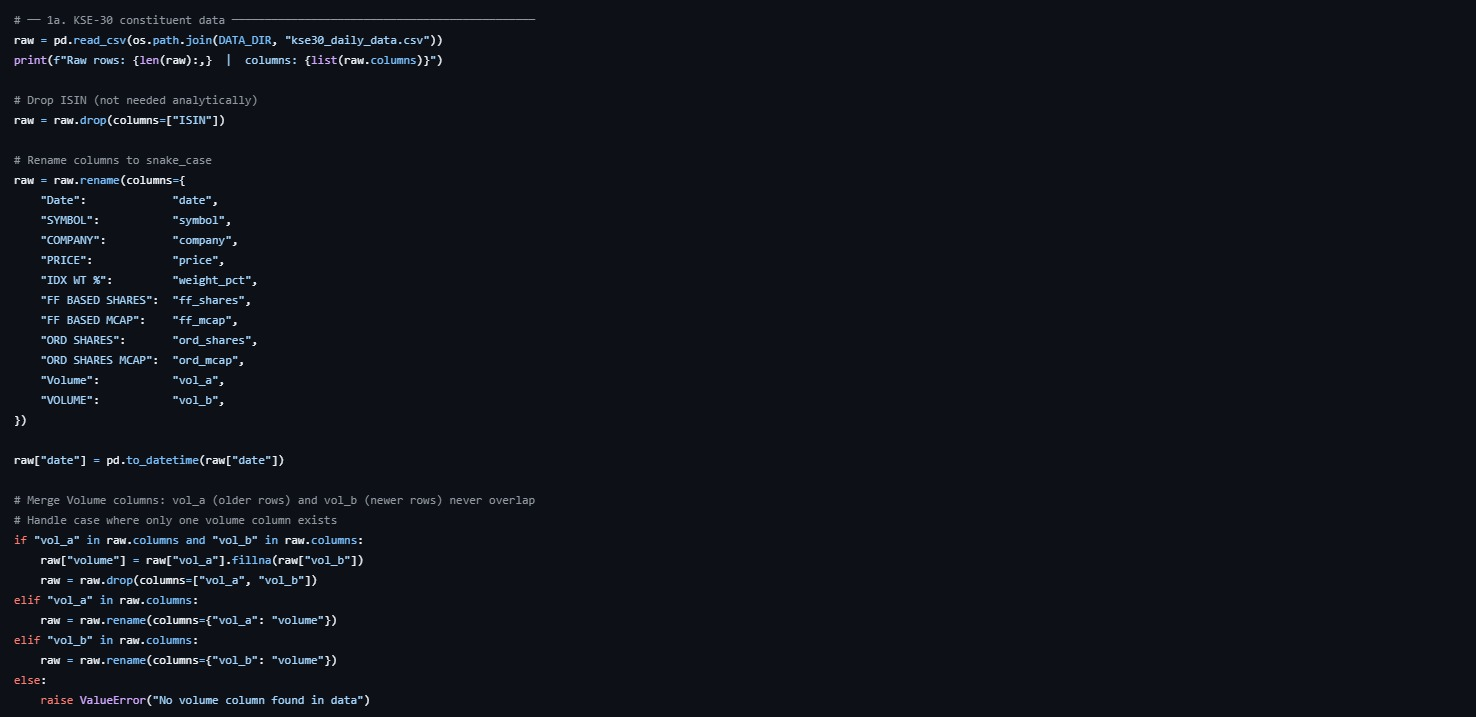 # ── 1a. KSE-30 constituent data ──────────────────────────────────────────────
raw = pd.read_csv(os.path.join(DATA_DIR, "kse30_daily_data.csv"))
print(f"Raw rows: {len(raw):,}  |  columns: {list(raw.columns)}")

# Drop ISIN (not needed analytically)
raw = raw.drop(columns=["ISIN"])

# Rename columns to snake_case
raw = raw.rename(columns={
    "Date":             "date",
    "SYMBOL":           "symbol",
    "COMPANY":          "company",
    "PRICE":            "price",
    "IDX WT %":         "weight_pct",
    "FF BASED SHARES":  "ff_shares",
    "FF BASED MCAP":    "ff_mcap",
    "ORD SHARES":       "ord_shares",
    "ORD SHARES MCAP":  "ord_mcap",
    "Volume":           "vol_a",
    "VOLUME":           "vol_b",
})

raw["date"] = pd.to_datetime(raw["date"])

# Merge Volume columns: vol_a (older rows) and vol_b (newer rows) never overlap
# Handle case where only one volume column exists
if "vol_a" in raw.columns and "vol_b" in raw.columns:
    raw["volume"] = raw["vol_a"].fillna(raw["vol_b"])
    raw = raw.drop(columns=["vol_a", "vol_b"])
elif "vol_a" in raw.columns:
    raw = raw.rename(columns={"vol_a": "volume"})
elif "vol_b" in raw.columns:
    raw = raw.rename(columns={"vol_b": "volume"})
else:
    raise ValueError("No volume column found in data")